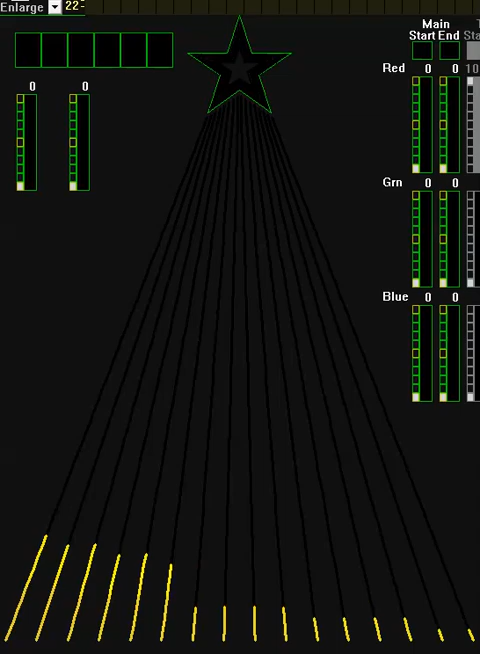 Enlarge 22
Main
Start End
0 0
Red 0 0 10
Grn 0 0
Blue 0 0